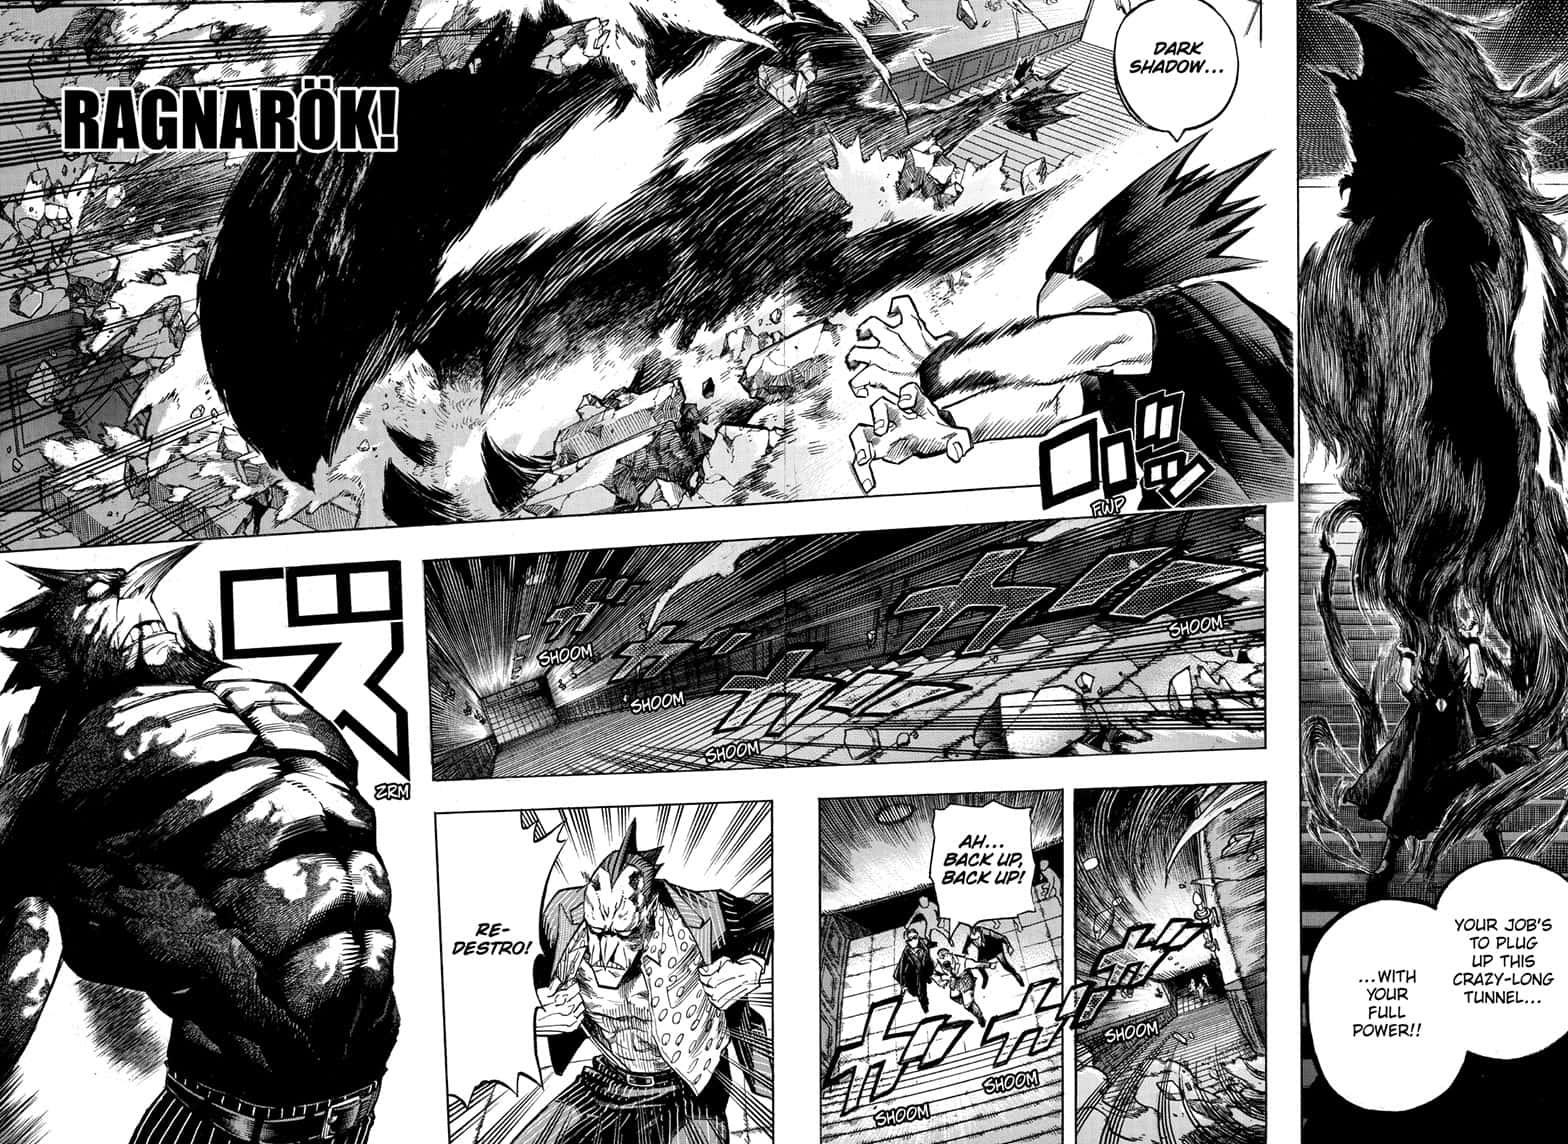 YOUR JOB'S
TO PLUG
UP THIS
CRAZY-LONG
TUNNEL...
...WITH
YOUR
FULL
POWER!!
DARK
SHADOW...
RAGNARÖK!
FWP
SHOOM
SHOOM
SHOOM
SHOOM
SHOOM
AH...
BACK UP,
BACK UP!
SHOOM
SHOOM
RE-
DESTRO!
ズ
ZRM